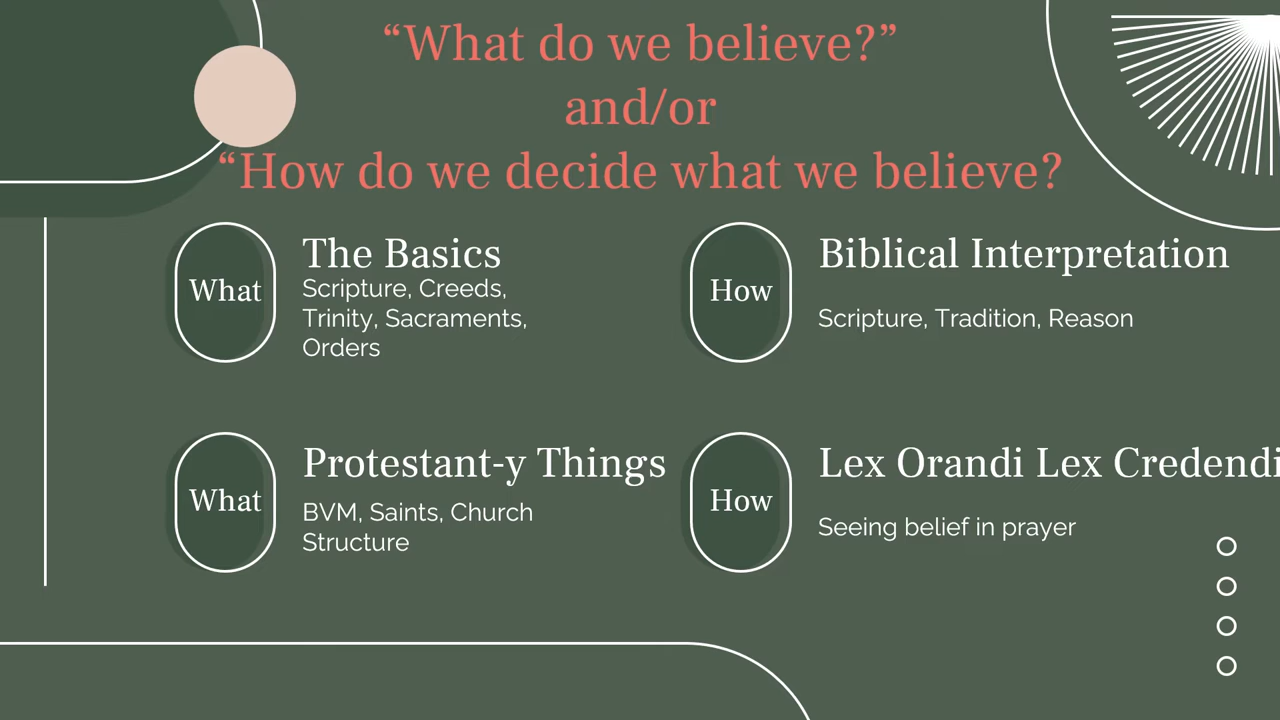 “What do we believe?”
and/or
“How do we decide what we believe?
What
The Basics
Scripture, Creeds,
Trinity, Sacraments,
Orders
How
Biblical Interpretation
Scripture, Tradition, Reason
What
Protestant-y Things
BVM, Saints, Church
Structure
How
Lex Orandi Lex Credendi
Seeing belief in prayer